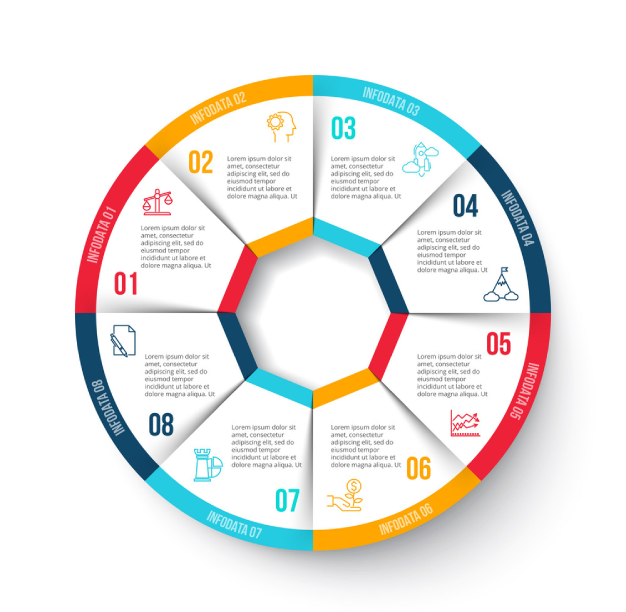 INFODATA 01
Lorem ipsum dolor sit
amet, consectetur
adipiscing elit, sed do
eiusmod tempor
incididunt ut labore et
dolore magna aliqua. Ut
01
INFODATA 02
02
Lorem ipsum dolor sit
amet, consectetur
adipiscing elit, sed do
eiusmod tempor
incididunt ut labore et
dolore magna aliqua. Ut
INFODATA 03
03
Lorem ipsum dolor sit
amet, consectetur
adipiscing elit, sed do
eiusmod tempor
incididunt ut labore et
dolore magna aliqua. Ut
INFODATA 04
04
Lorem ipsum dolor sit
amet, consectetur
adipiscing elit, sed do
eiusmod tempor
incididunt ut labore et
dolore magna aliqua. Ut
INFODATA 05
05
Lorem ipsum dolor sit
amet, consectetur
adipiscing elit, sed do
eiusmod tempor
incididunt ut labore et
dolore magna aliqua. Ut
INFODATA 06
Lorem ipsum dolor sit
amet, consectetur
adipiscing elit, sed do
eiusmod tempor
incididunt ut labore et
dolore magna aliqua. Ut
06
$
INFODATA 07
Lorem ipsum dolor sit
amet, consectetur
adipiscing elit, sed do
eiusmod tempor
incididunt ut labore et
dolore magna aliqua. Ut
07
INFODATA 08
Lorem ipsum dolor sit
amet, consectetur
adipiscing elit, sed do
eiusmod tempor
incididunt ut labore et
dolore magna aliqua. Ut
08